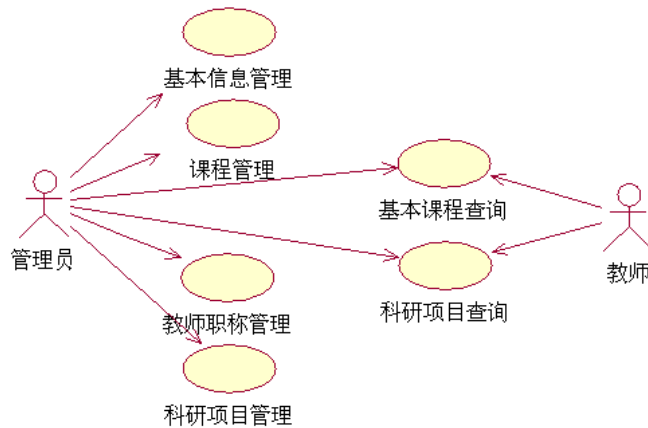 基本信息管理
课程管理
基本课程查询
管理员
教师
教师职称管理
科研项目查询
科研项目管理